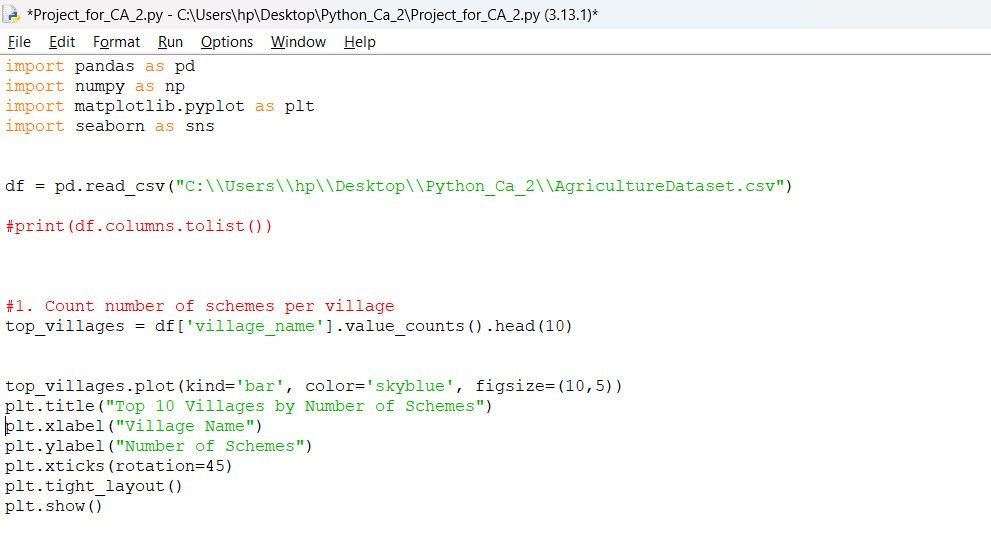 *Project_for_CA_2.py - C:\Users\hp\Desktop\Python_Ca_2\Project_for_CA_2.py (3.13.1)*
File Edit Format Run Options Window Help
import pandas as pd
import numpy as np
import matplotlib.pyplot as plt
import seaborn as sns
df = pd.read_csv("C:\\Users\\hp\\Desktop\\Python_Ca_2\\AgricultureDataset.csv")
#print(df.columns.tolist())
#1. Count number of schemes per village
top_villages = df['village_name'].value_counts().head(10)
top_villages.plot(kind='bar', color='skyblue', figsize=(10,5))
plt.title("Top 10 Villages by Number of Schemes")
plt.xlabel("Village Name")
plt.ylabel("Number of Schemes")
plt.xticks(rotation=45)
plt.tight_layout()
plt.show()